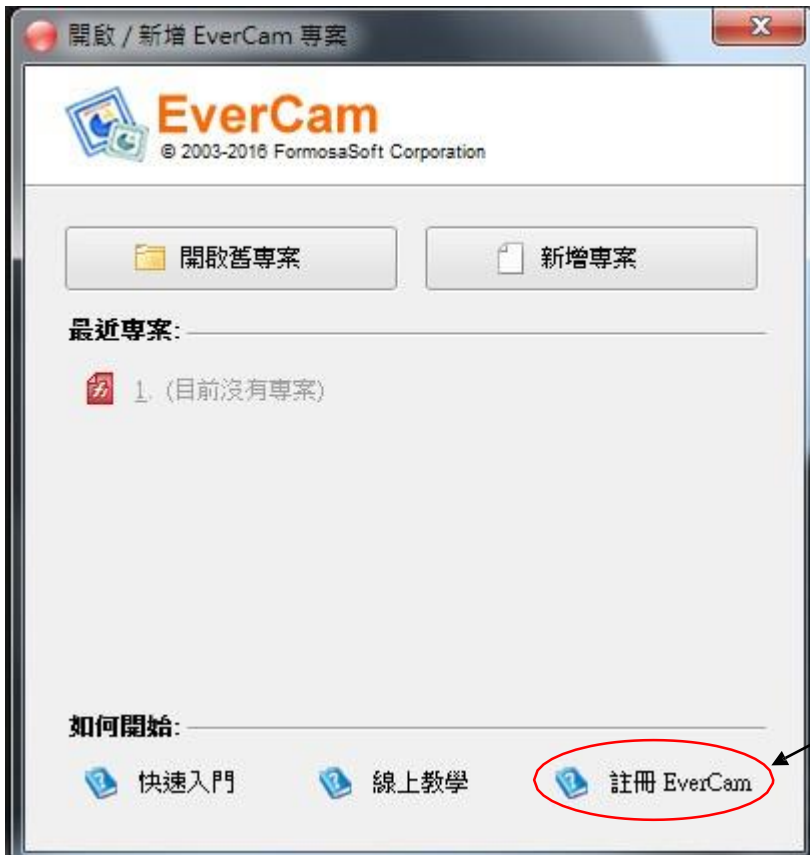 開啟 / 新增 EverCam 專案
EverCam
© 2003-2016 FormosaSoft Corporation
開啟舊專案 新增專案
最近專案:
1. (目前沒有專案)
如何開始:
快速入門 線上教學 註冊 EverCam